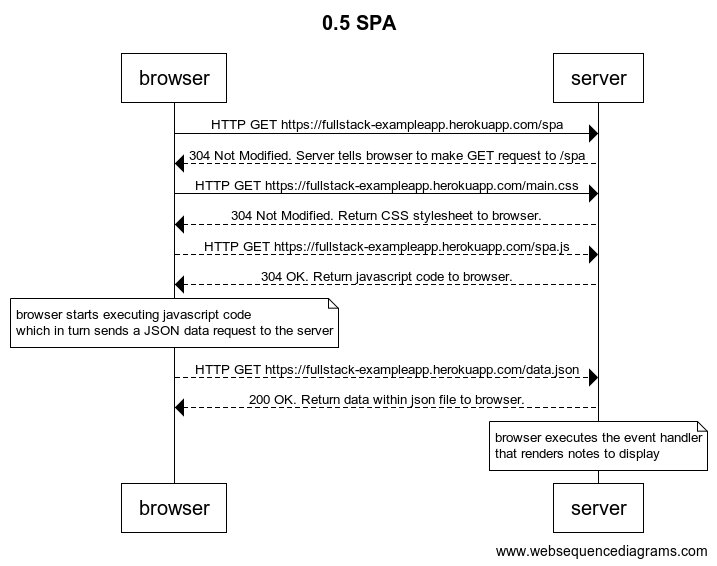 0.5 SPA
browser
server
HTTP GET https://fullstack-exampleapp.herokuapp.com/spa
304 Not Modified. Server tells browser to make GET request to /spa
HTTP GET https://fullstack-exampleapp.herokuapp.com/main.css
304 Not Modified. Return CSS stylesheet to browser.
HTTP GET https://fullstack-exampleapp.herokuapp.com/spa.js
304 OK. Return javascript code to browser.
browser starts executing javascript code
which in turn sends a JSON data request to the server
HTTP GET https://fullstack-exampleapp.herokuapp.com/data.json
200 OK. Return data within json file to browser.
browser executes the event handler
that renders notes to display
browser
server
www.websequencediagrams.com